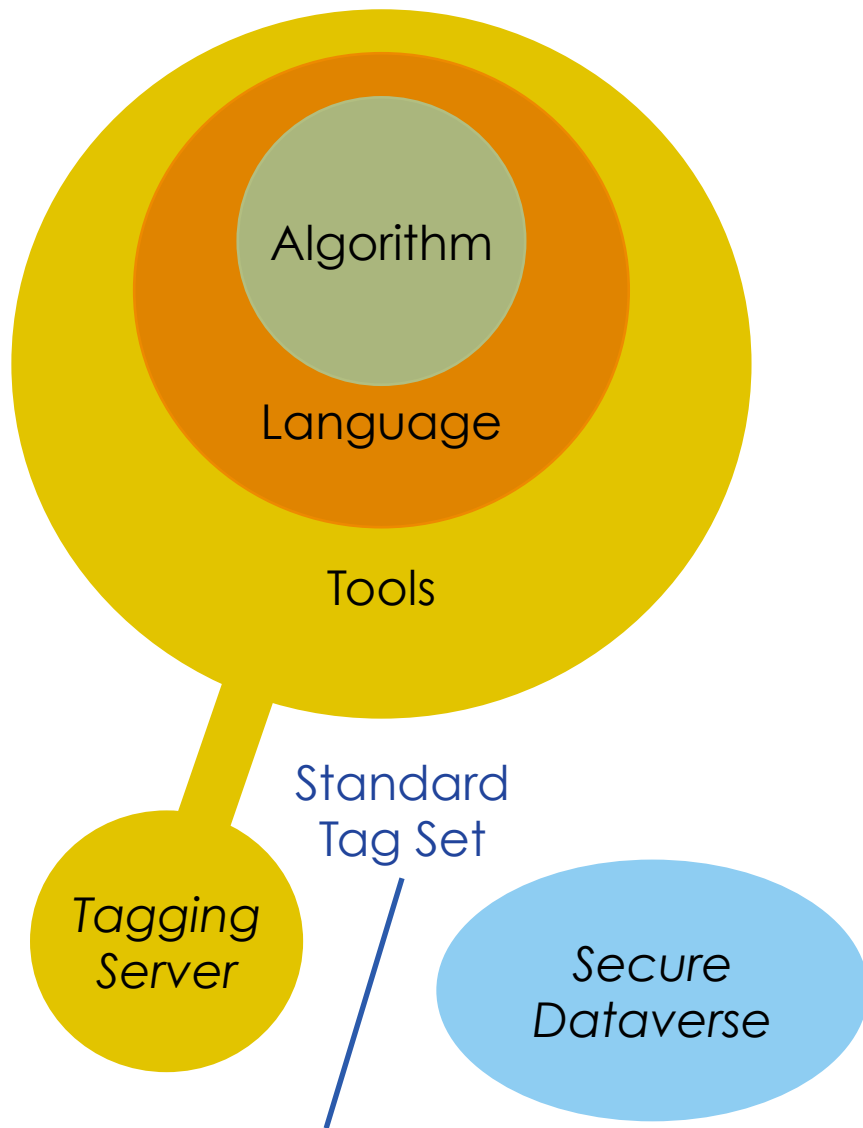 Algorithm
Language
Tools
Standard
Tag Set
Tagging
Server
Secure
Dataverse